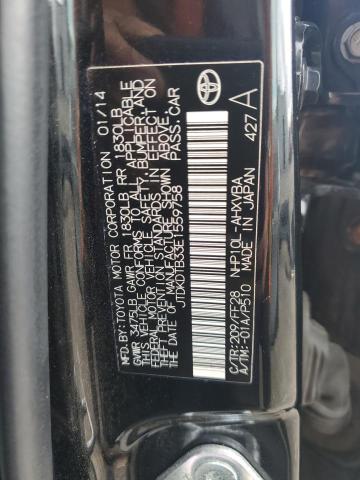 MFD. BY: TOYOTA MOTOR CORPORATION 01/14
GVWR 3475LB GAWR FR 1830LB RR 1830LB
THIS VEHICLE CONFORMS TO ALL APPLICABLE
FEDERAL MOTOR VEHICLE SAFETY, BUMPER, AND
THEFT PREVENTION STANDARDS IN EFFECT ON
THE DATE OF MANUFACTURE SHOWN ABOVE.
JTDKDTB33E1559758 PASS. CAR
C/TR: 209/FF28 NHP10L-AHXVBA
A/TM: -01A/P510 MADE IN JAPAN
427 A